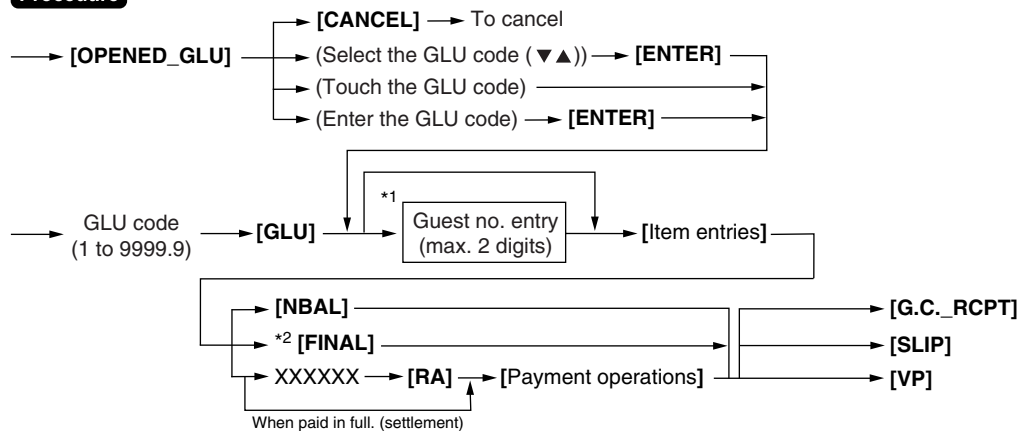 Procedure
[CANCEL] To cancel
[OPENED_GLU] (Select the GLU code (▼▲)) [ENTER]
(Touch the GLU code)
(Enter the GLU code) [ENTER]
*1
GLU code
(1 to 9999.9)
[GLU]
Guest no. entry
(max. 2 digits)
[Item entries]
[NBAL] [G.C._RCPT]
*2 [FINAL] [SLIP]
XXXXXX [RA] [Payment operations] [VP]
When paid in full. (settlement)